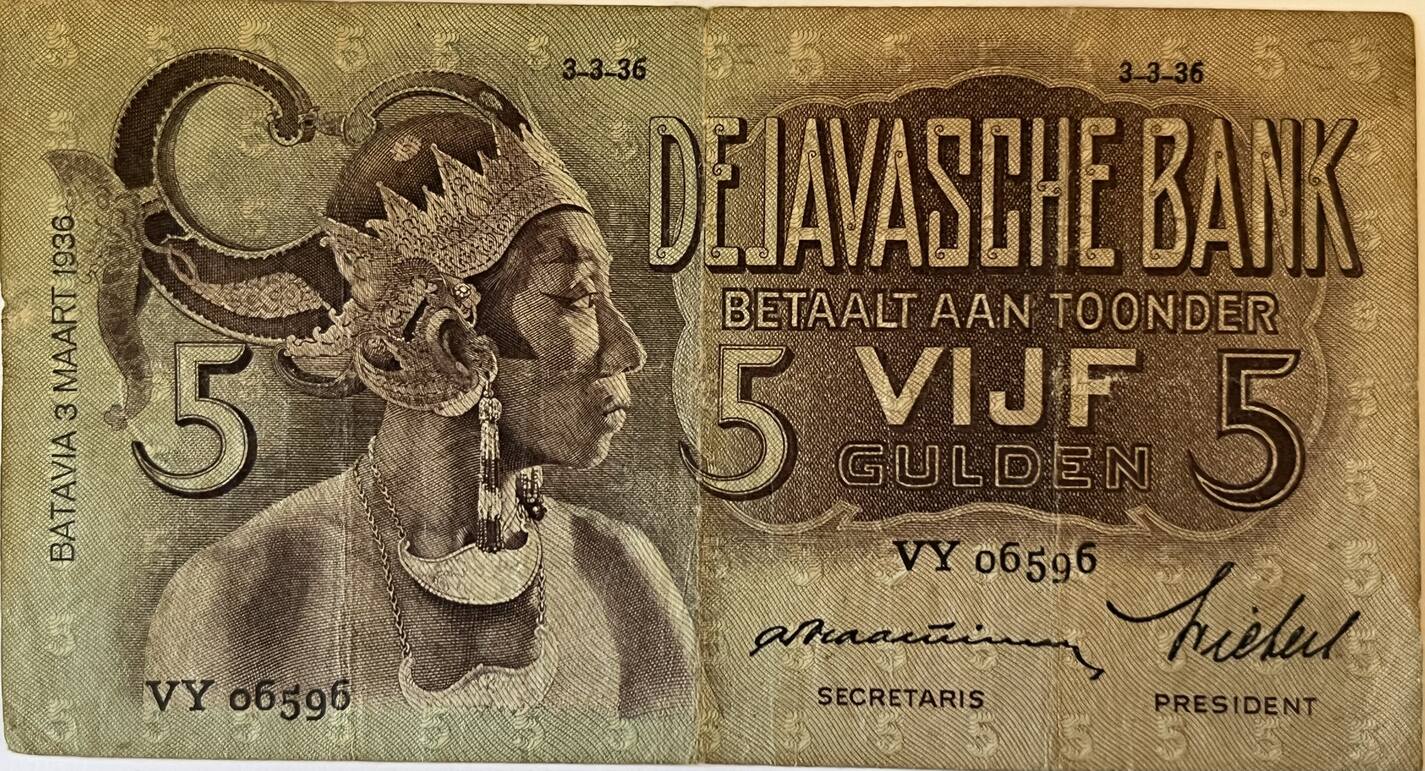 3-3-36
3-3-36
DE JAVASCHE BANK
BETAALT AAN TOONDER
5 VIJF 5
GULDEN
5
BATAVIA 3 MAART 1936
VY 06596
VY 06596
SECRETARIS
PRESIDENT